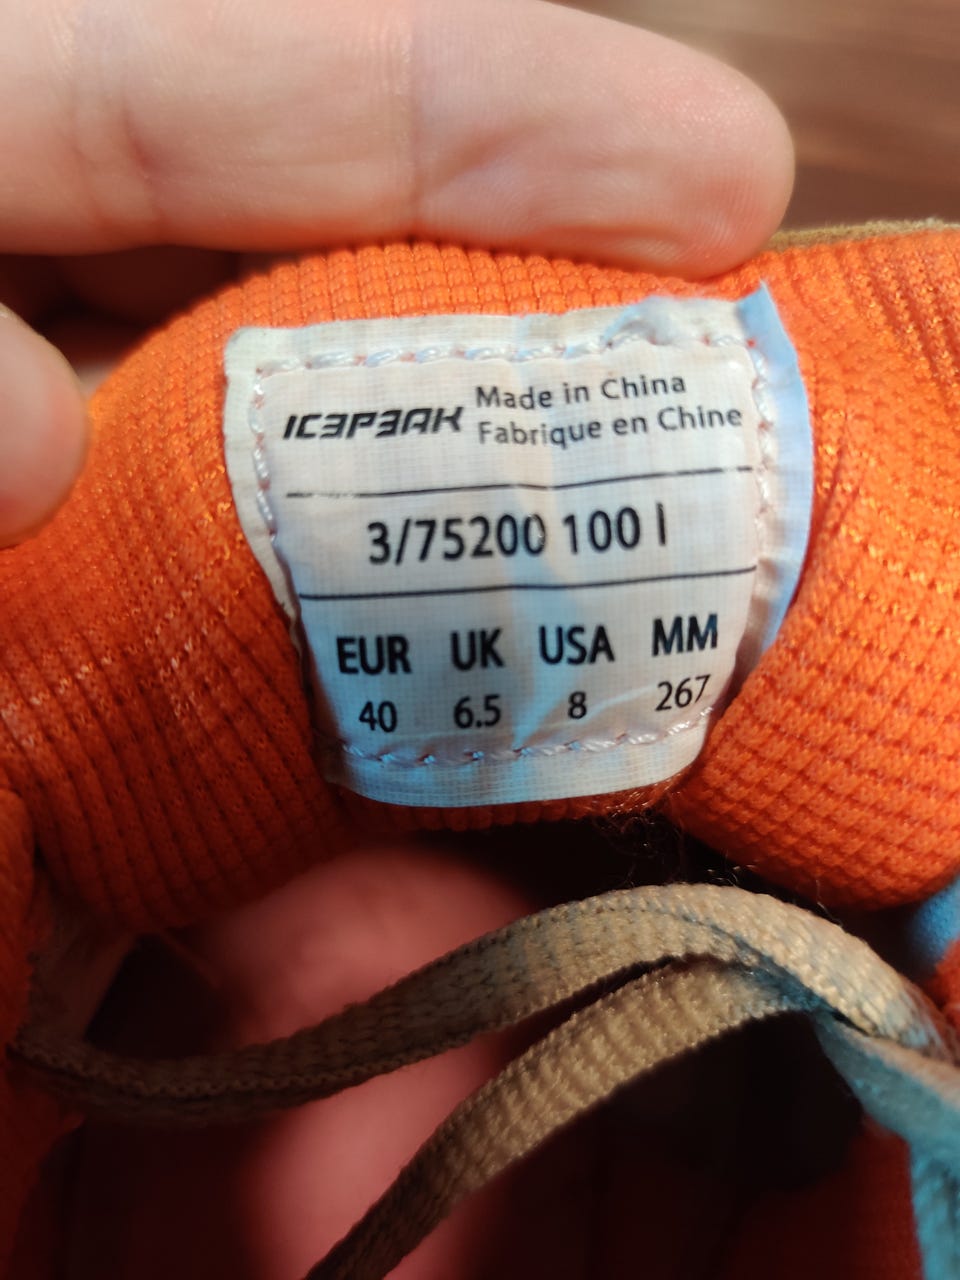 ICEPEAK
Made in China
Fabrique en Chine
3/75200 100 I
EUR UK USA MM
40 6.5 8 267